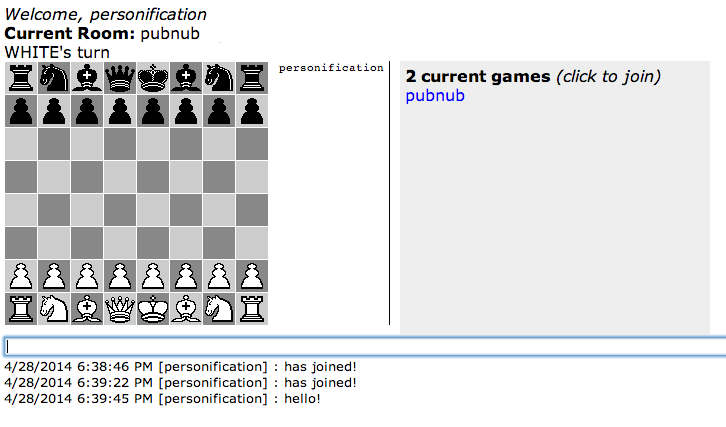 Welcome, personification
Current Room: pubnub
WHITE's turn
personification
2 current games (click to join)
pubnub
4/28/2014 6:38:46 PM [personification] : has joined!
4/28/2014 6:39:22 PM [personification] : has joined!
4/28/2014 6:39:45 PM [personification] : hello!